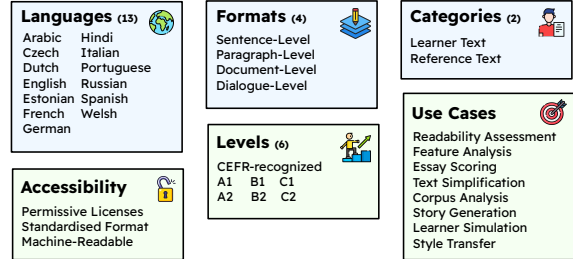 Languages (13)
Arabic Hindi
Czech Italian
Dutch Portuguese
English Russian
Estonian Spanish
French Welsh
German
Accessibility
Permissive Licenses
Standardised Format
Machine-Readable
Formats (4)
Sentence-Level
Paragraph-Level
Document-Level
Dialogue-Level
Levels (6)
CEFR-recognized
A1 B1 C1
A2 B2 C2
Categories (2)
Learner Text
Reference Text
Use Cases
Readability Assessment
Feature Analysis
Essay Scoring
Text Simplification
Corpus Analysis
Story Generation
Learner Simulation
Style Transfer